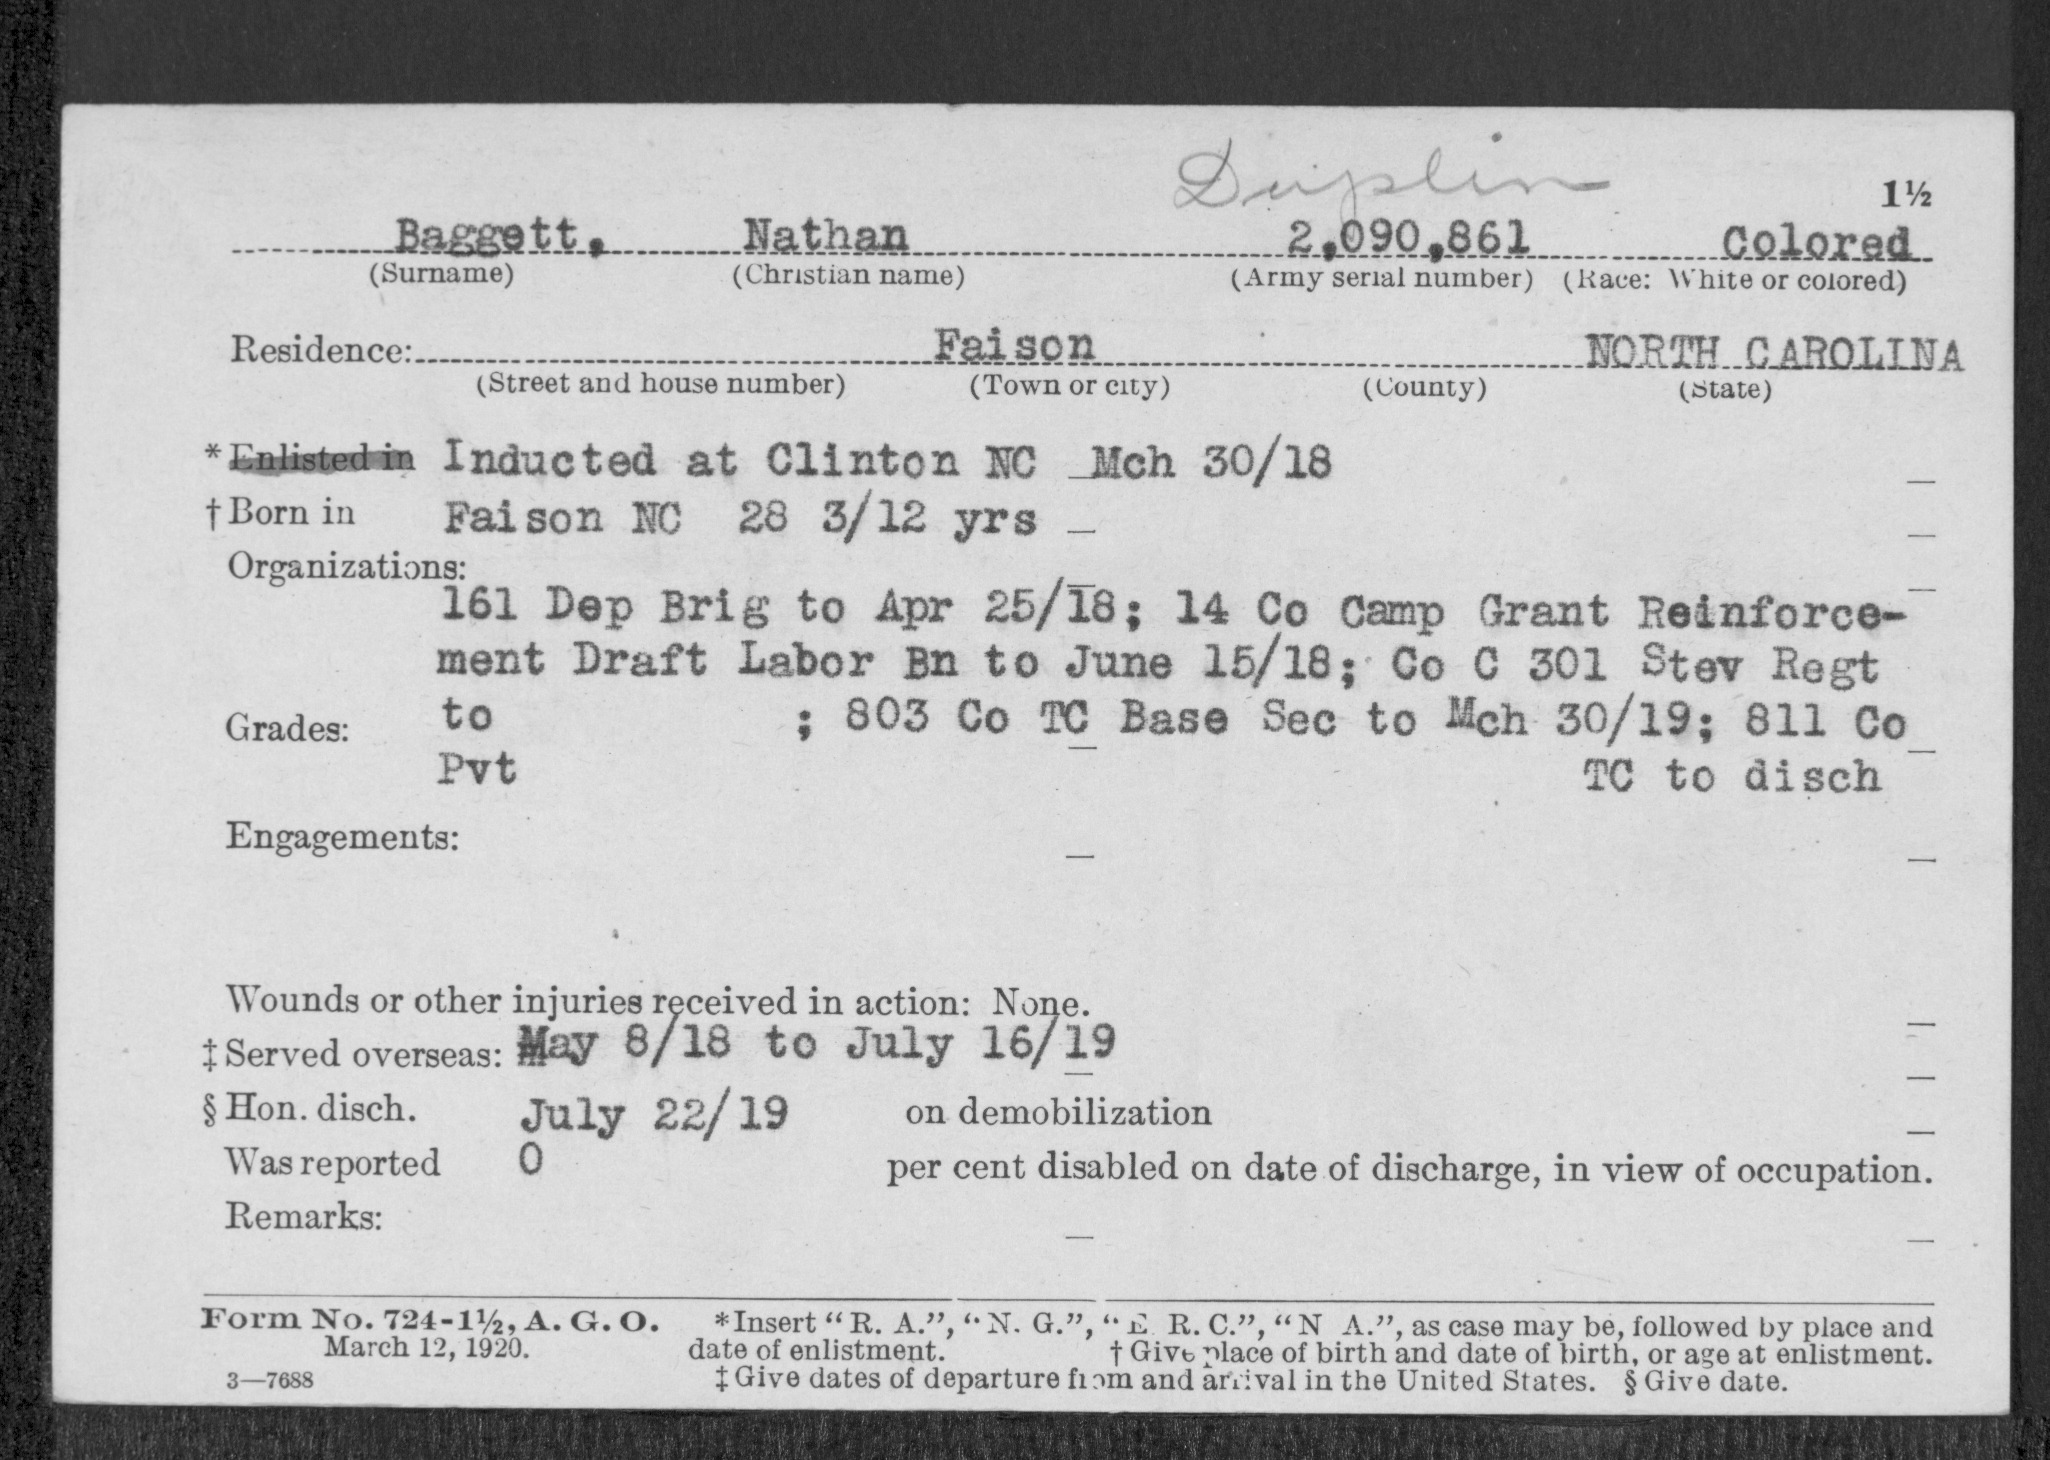 Duplin
1½
Baggett, Nathan 2,090,861 Colored
(Surname) (Christian name) (Army serial number) (Race: White or colored)
Residence: Faison NORTH CAROLINA
(Street and house number) (Town or city) (County) (State)
* Enlisted in Inducted at Clinton NC Mch 30/18
† Born in Faison NC 28 3/12 yrs
Organizations:
161 Dep Brig to Apr 25/18; 14 Co Camp Grant Reinforce-
ment Draft Labor Bn to June 15/18; Co C 301 Stev Regt
to ; 803 Co TC Base Sec to Mch 30/19; 811 Co
Grades: Pvt TC to disch
Engagements:
Wounds or other injuries received in action: None.
‡ Served overseas: May 8/18 to July 16/19
§ Hon. disch. July 22/19 on demobilization
Was reported 0 per cent disabled on date of discharge, in view of occupation.
Remarks:
Form No. 724-1½, A. G. O. *Insert "R. A.", "N. G.", "E. R. C.", "N A.", as case may be, followed by place and
March 12, 1920. date of enlistment. † Give place of birth and date of birth, or age at enlistment.
3—7688 ‡ Give dates of departure from and arrival in the United States. § Give date.